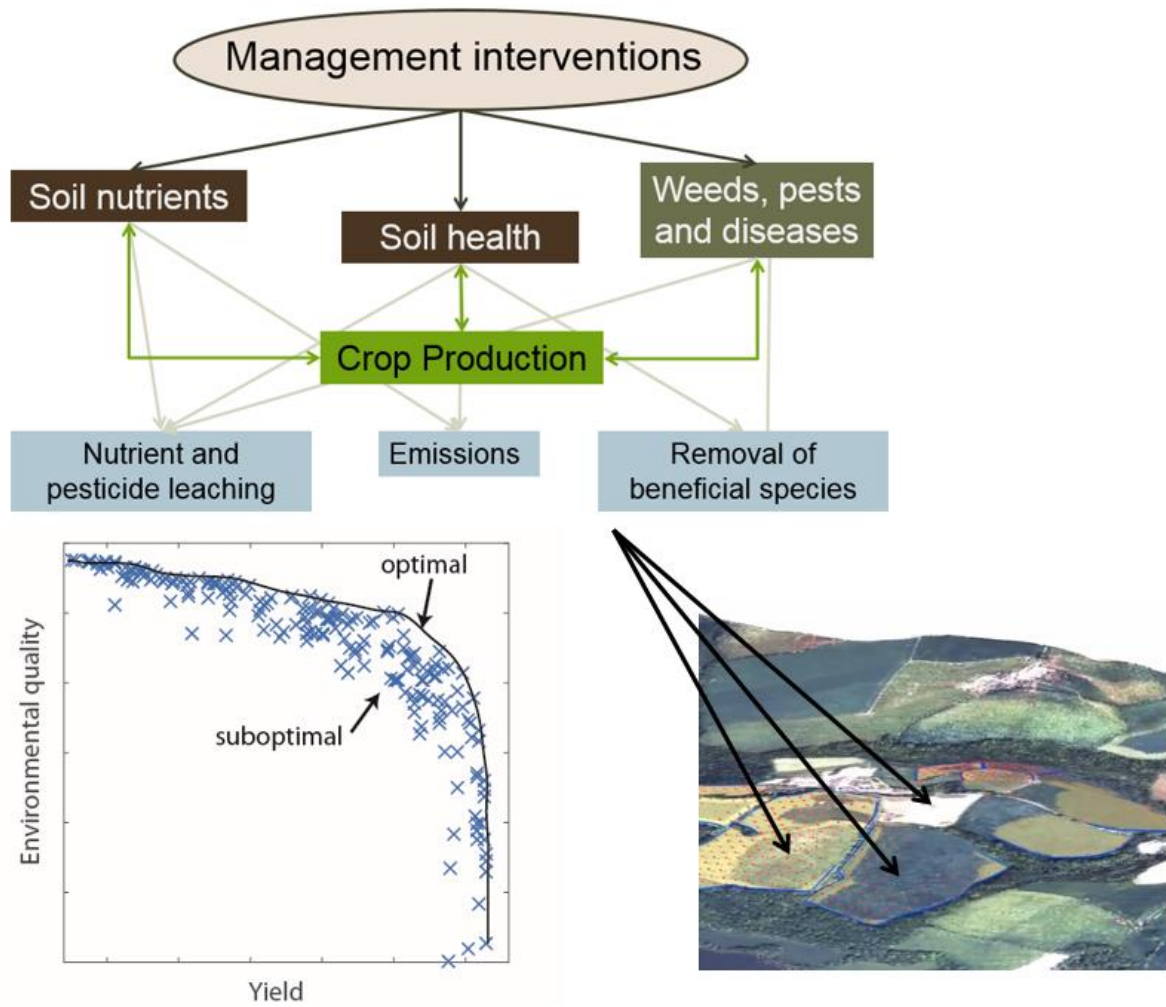 Management interventions
Soil nutrients
Soil health
Weeds, pests
and diseases
Crop Production
Nutrient and
pesticide leaching
Emissions
Removal of
beneficial species
optimal
suboptimal
Environmental quality
Yield